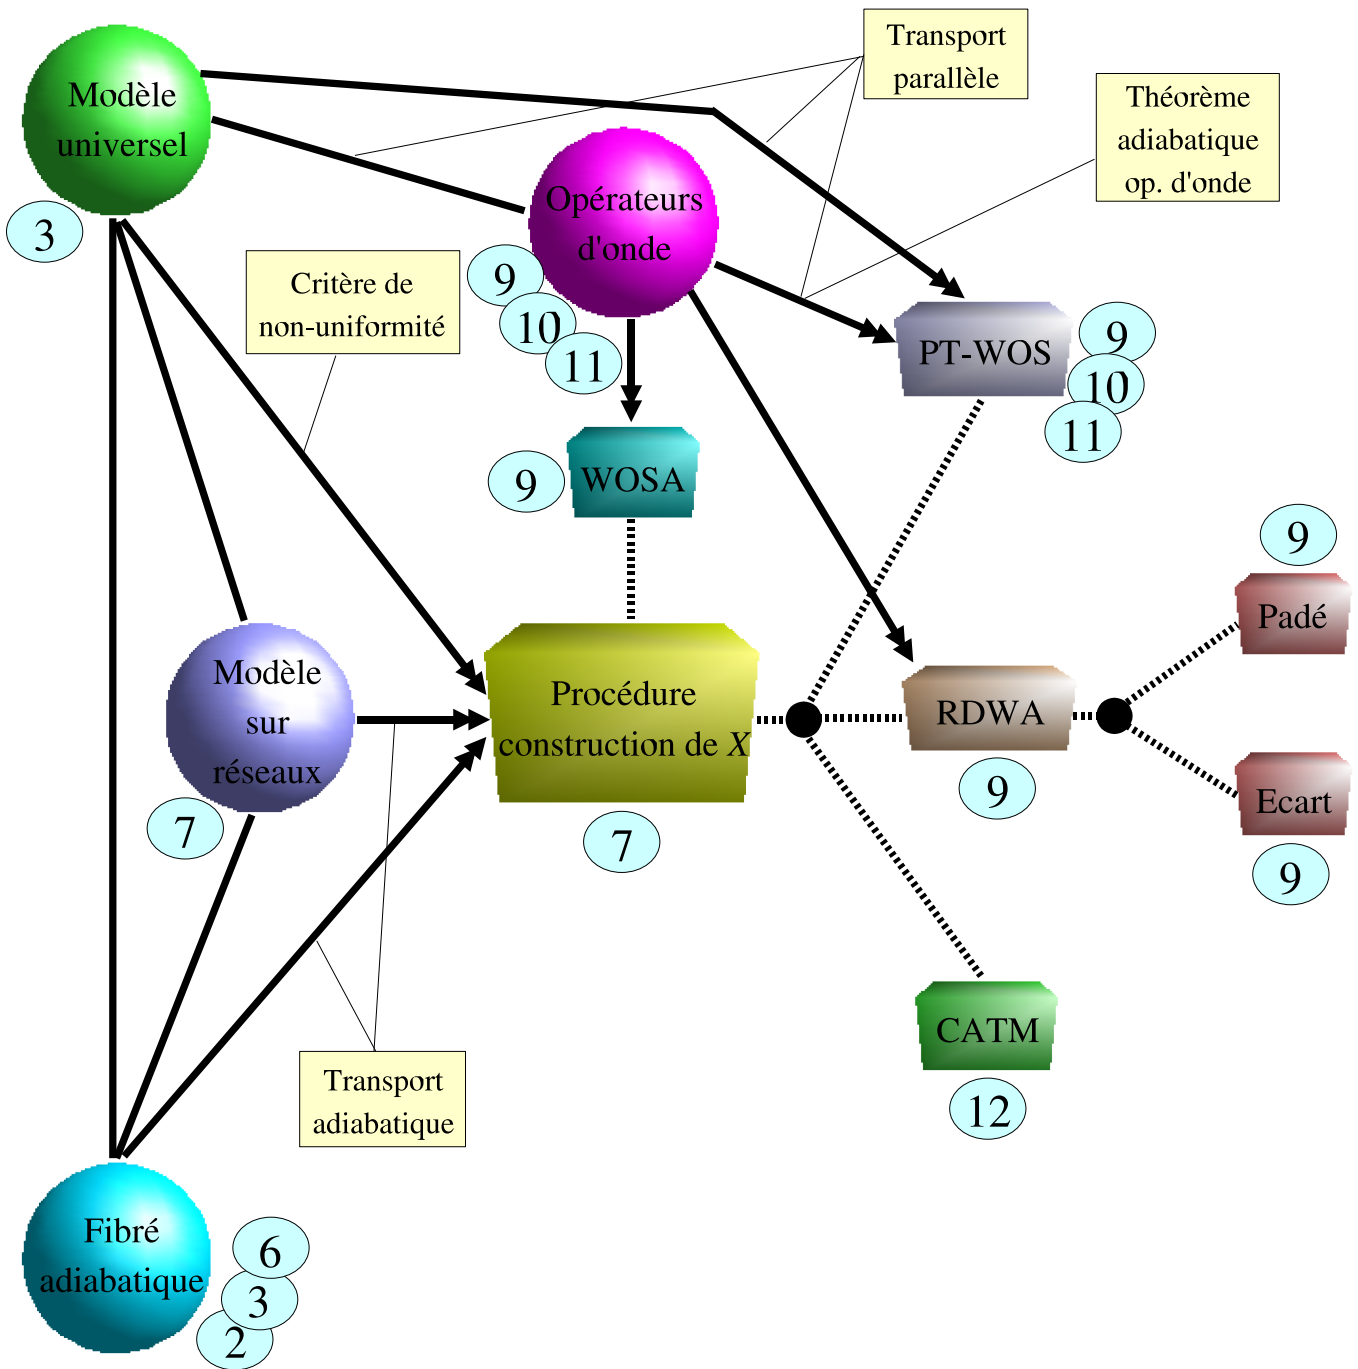 Transport
parallèle
Théorème
adiabatique
op. d'onde
Modèle
universel
3
Opérateurs
d'onde
9
10
11
Critère de
non-uniformité
PT-WOS
9
10
11
WOSA
9
Padé
9
Modèle
sur
réseaux
7
Procédure
construction de X
7
RDWA
9
Ecart
9
CATM
12
Transport
adiabatique
Fibré
adiabatique
6
3
2